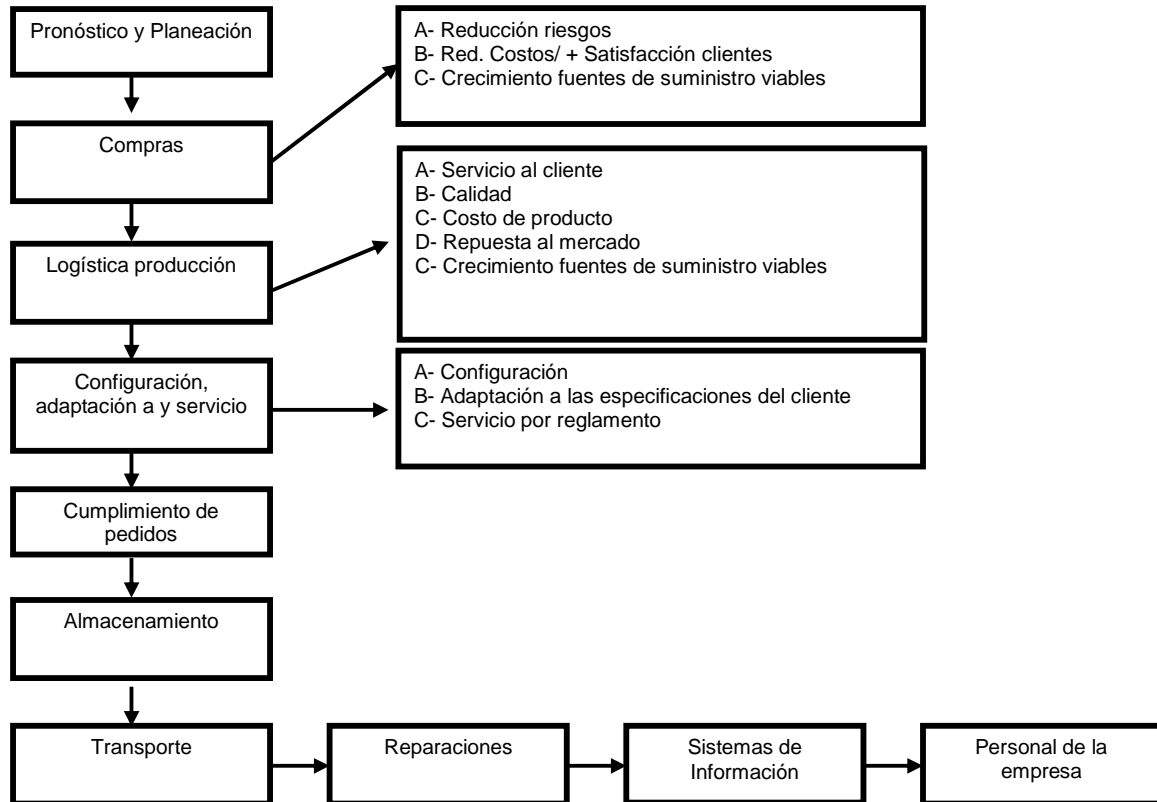 Pronóstico y Planeación
A- Reducción riesgos
B- Red. Costos/ + Satisfacción clientes
C- Crecimiento fuentes de suministro viables
Compras
A- Servicio al cliente
B- Calidad
C- Costo de producto
D- Repuesta al mercado
C- Crecimiento fuentes de suministro viables
Logística producción
Configuración,
adaptación a y servicio
A- Configuración
B- Adaptación a las especificaciones del cliente
C- Servicio por reglamento
Cumplimiento de
pedidos
Almacenamiento
Transporte
Reparaciones
Sistemas de
Información
Personal de la
empresa